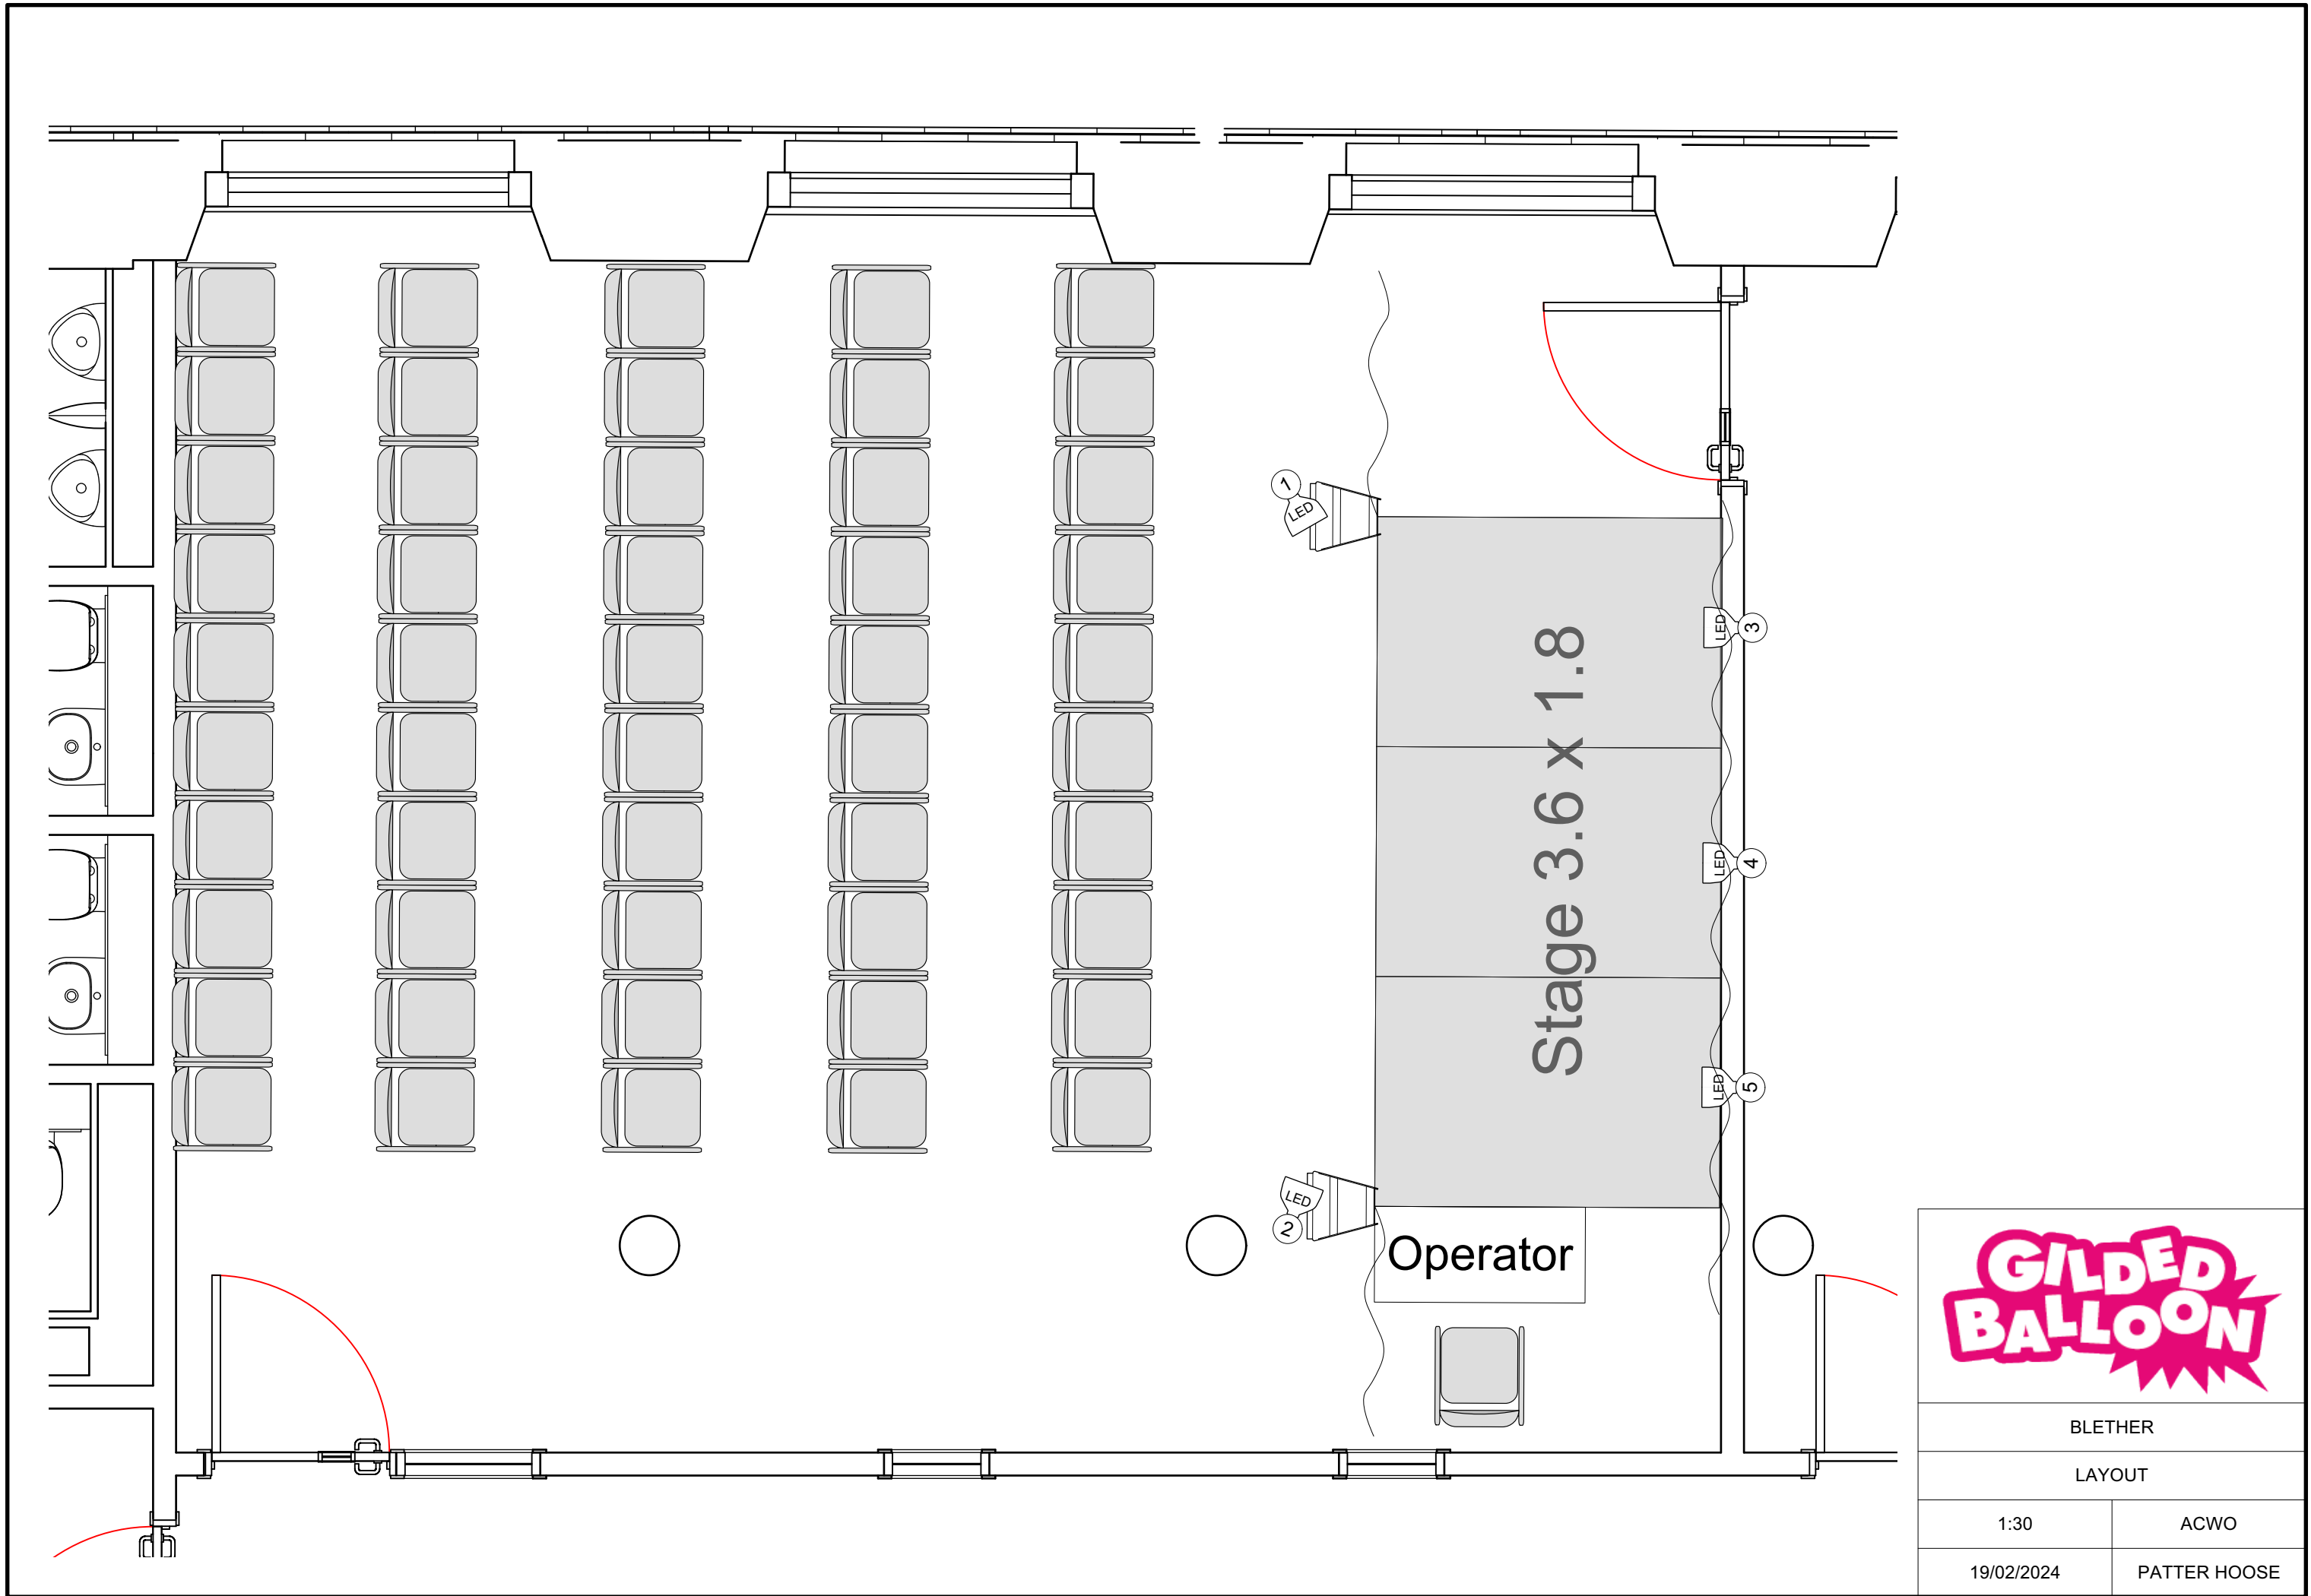 1
LED
LED
3
Stage 3.6 x 1.8
LED
4
LED
5
LED
2
Operator
GILDED
BALLOON
BLETHER
LAYOUT
1:30
ACWO
19/02/2024
PATTER HOOSE